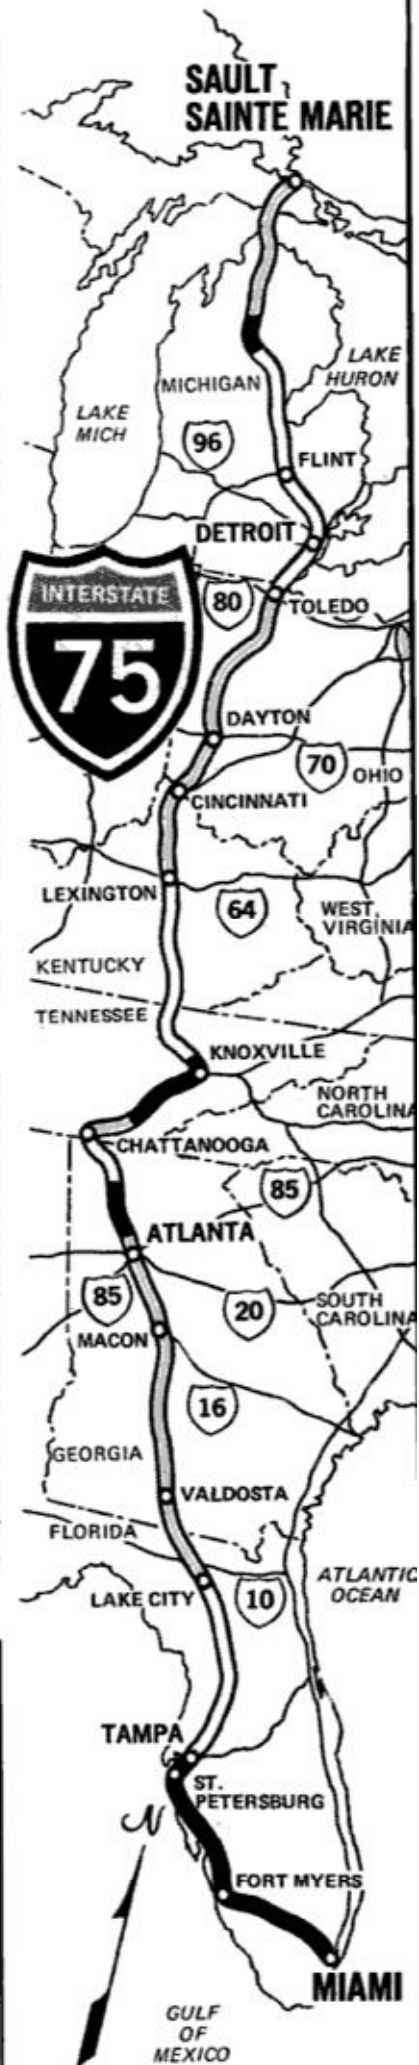 SAULT
SAINTE MARIE
LAKE
HURON
MICHIGAN
LAKE
MICH
96
FLINT
DETROIT
INTERSTATE
75
80
TOLEDO
DAYTON
70
OHIO
CINCINNATI
LEXINGTON
64
WEST
VIRGINIA
KENTUCKY
TENNESSEE
KNOXVILLE
NORTH
CAROLINA
CHATTANOOGA
85
ATLANTA
85
20
SOUTH
CAROLINA
MACON
16
GEORGIA
VALDOSTA
FLORIDA
LAKE CITY
10
ATLANTIC
OCEAN
TAMPA
ST.
PETERSBURG
N
FORT MYERS
MIAMI
GULF
OF
MEXICO